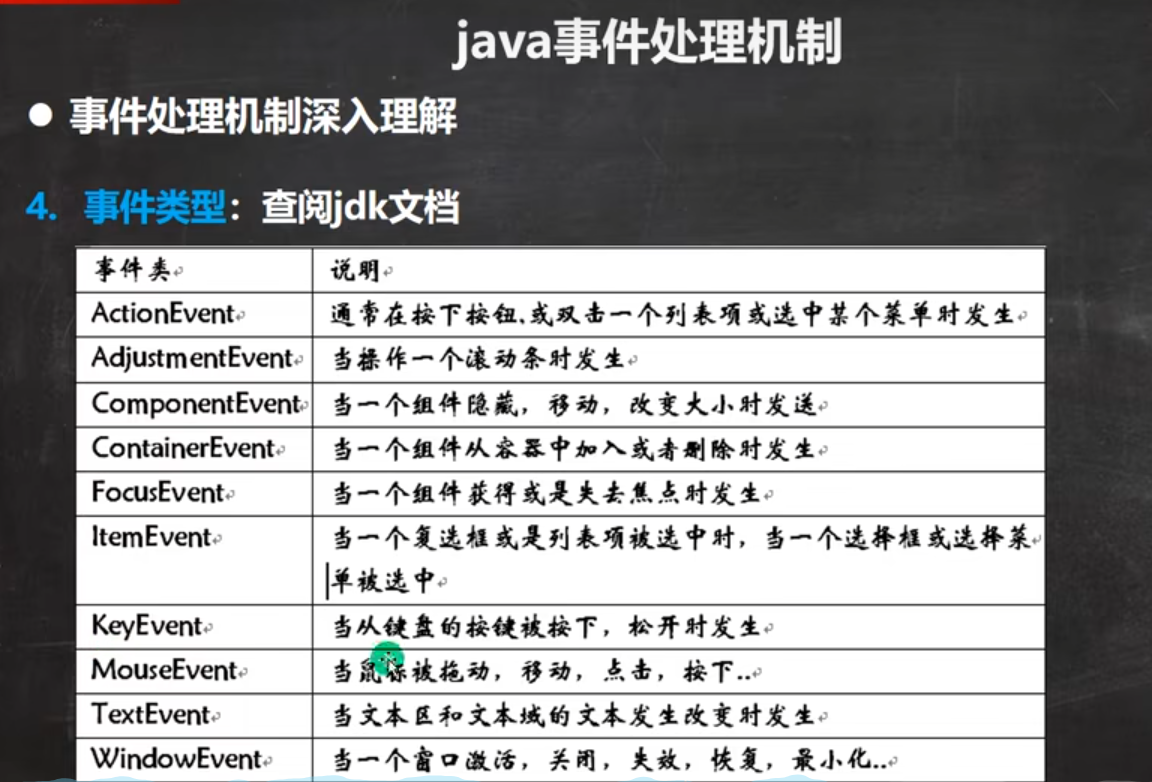 java事件处理机制
● 事件处理机制深入理解
4. 事件类型：查阅jdk文档
事件类 说明
ActionEvent 通常在按下按钮,或双击一个列表项或选中某个菜单时发生
AdjustmentEvent 当操作一个滚动条时发生
ComponentEvent 当一个组件隐藏，移动，改变大小时发送
ContainerEvent 当一个组件从容器中加入或者删除时发生
FocusEvent 当一个组件获得或是失去焦点时发生
ItemEvent 当一个复选框或是列表项被选中时，当一个选择框或选择菜
单被选中
KeyEvent 当从键盘的按键被按下，松开时发生
MouseEvent 当鼠标被拖动，移动，点击，按下..
TextEvent 当文本区和文本域的文本发生改变时发生
WindowEvent 当一个窗口激活，关闭，失效，恢复，最小化..